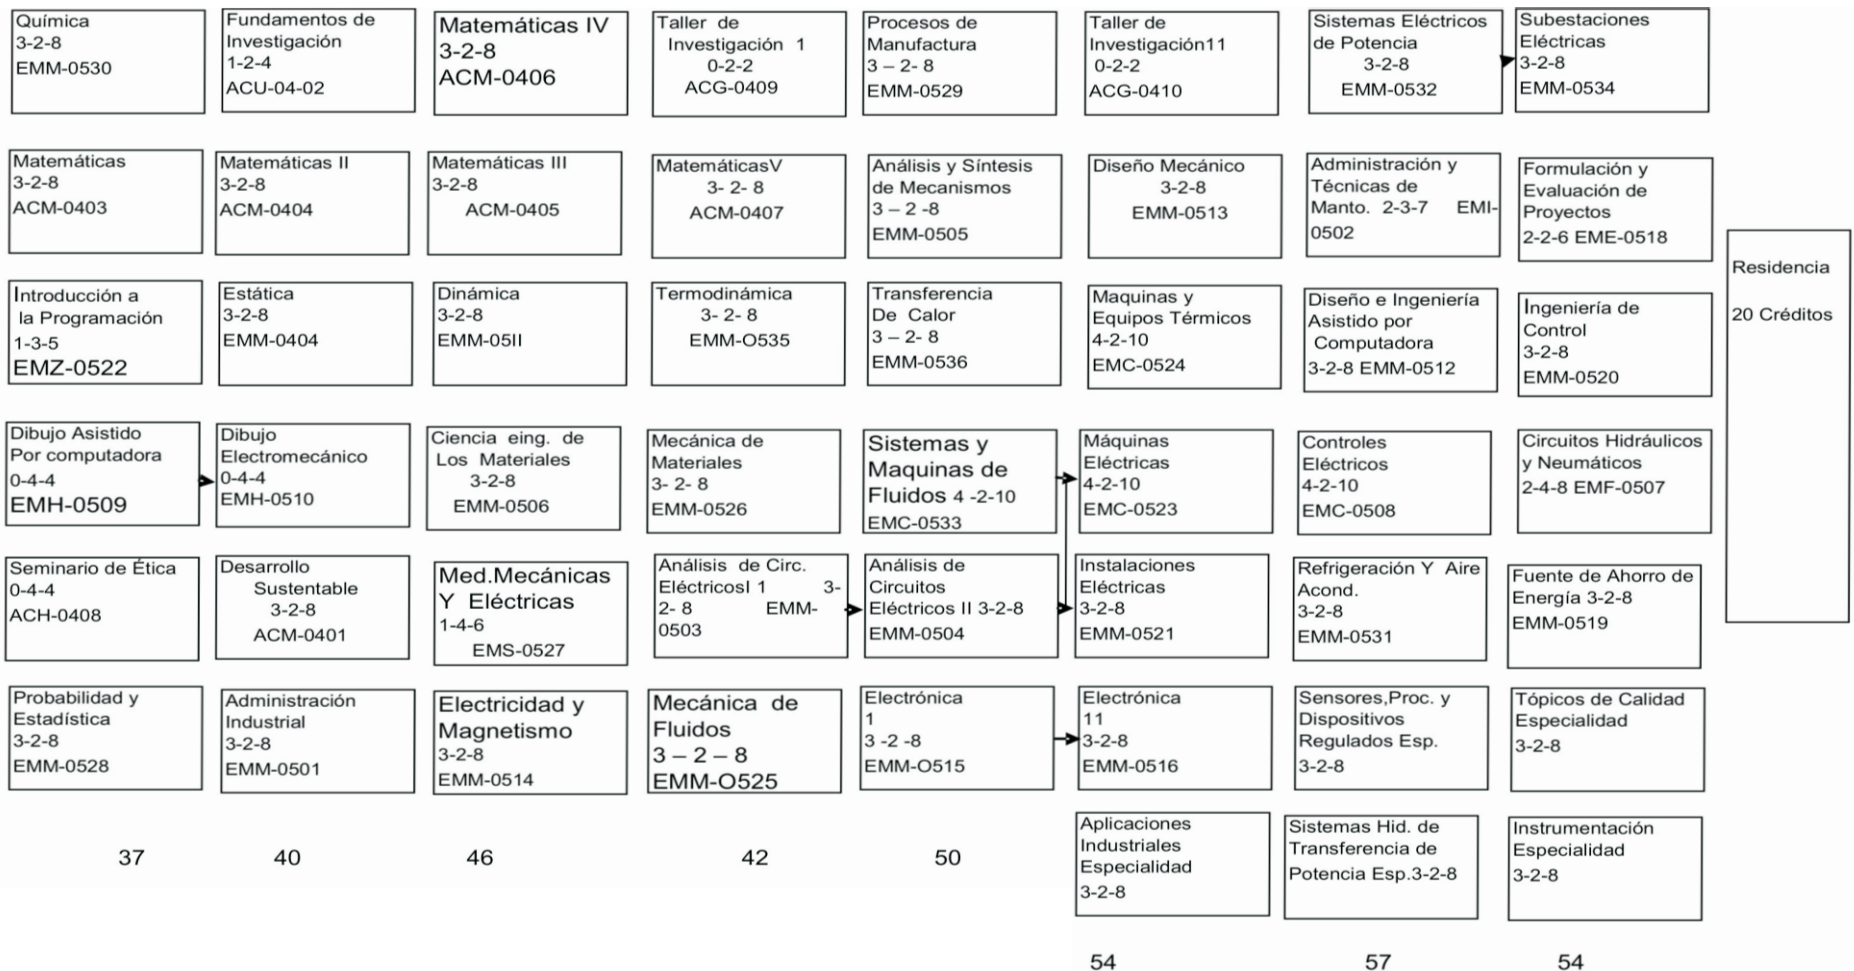 Química
3-2-8
EMM-0530
Fundamentos de
Investigación
1-2-4
ACU-04-02
Matemáticas IV
3-2-8
ACM-0406
Taller de
Investigación 1
0-2-2
ACG-0409
Procesos de
Manufactura
3 – 2- 8
EMM-0529
Taller de
Investigación11
0-2-2
ACG-0410
Sistemas Eléctricos
de Potencia
3-2-8
EMM-0532
Subestaciones
Eléctricas
3-2-8
EMM-0534
Matemáticas
3-2-8
ACM-0403
Matemáticas II
3-2-8
ACM-0404
Matemáticas III
3-2-8
ACM-0405
MatemáticasV
3- 2- 8
ACM-0407
Análisis y Síntesis
de Mecanismos
3 – 2 -8
EMM-0505
Diseño Mecánico
3-2-8
EMM-0513
Administración y
Técnicas de
Manto. 2-3-7 EMI-
0502
Formulación y
Evaluación de
Proyectos
2-2-6 EME-0518
Residencia
20 Créditos
Introducción a
la Programación
1-3-5
EMZ-0522
Estática
3-2-8
EMM-0404
Dinámica
3-2-8
EMM-05II
Termodinámica
3- 2- 8
EMM-O535
Transferencia
De Calor
3 – 2- 8
EMM-0536
Maquinas y
Equipos Térmicos
4-2-10
EMC-0524
Diseño e Ingeniería
Asistido por
Computadora
3-2-8 EMM-0512
Ingeniería de
Control
3-2-8
EMM-0520
Dibujo Asistido
Por computadora
0-4-4
EMH-0509
Dibujo
Electromecánico
0-4-4
EMH-0510
Ciencia eing. de
Los Materiales
3-2-8
EMM-0506
Mecánica de
Materiales
3- 2- 8
EMM-0526
Sistemas y
Maquinas de
Fluidos 4 -2-10
EMC-0533
Máquinas
Eléctricas
4-2-10
EMC-0523
Controles
Eléctricos
4-2-10
EMC-0508
Circuitos Hidráulicos
y Neumáticos
2-4-8 EMF-0507
Seminario de Ética
0-4-4
ACH-0408
Desarrollo
Sustentable
3-2-8
ACM-0401
Med.Mecánicas
Y Eléctricas
1-4-6
EMS-0527
Análisis de Circ.
EléctricosI 1 3-
2- 8 EMM-
0503
Análisis de
Circuitos
Eléctricos II 3-2-8
EMM-0504
Instalaciones
Eléctricas
3-2-8
EMM-0521
Refrigeración Y Aire
Acond.
3-2-8
EMM-0531
Fuente de Ahorro de
Energía 3-2-8
EMM-0519
Probabilidad y
Estadística
3-2-8
EMM-0528
Administración
Industrial
3-2-8
EMM-0501
Electricidad y
Magnetismo
3-2-8
EMM-0514
Mecánica de
Fluidos
3 – 2 – 8
EMM-O525
Electrónica
1
3 -2 -8
EMM-O515
Electrónica
11
3-2-8
EMM-0516
Sensores,Proc. y
Dispositivos
Regulados Esp.
3-2-8
Tópicos de Calidad
Especialidad
3-2-8
Aplicaciones
Industriales
Especialidad
3-2-8
Sistemas Hid. de
Transferencia de
Potencia Esp.3-2-8
Instrumentación
Especialidad
3-2-8
37 40 46 42 50
54 57 54